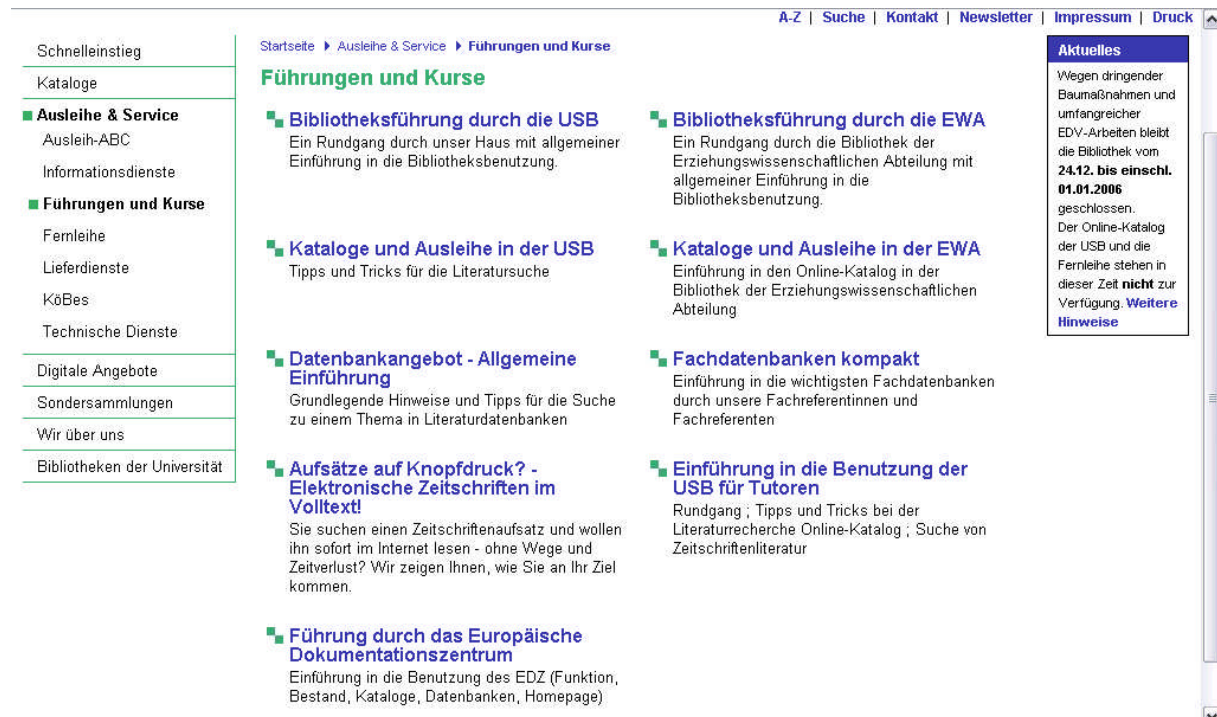 A-Z | Suche | Kontakt | Newsletter | Impressum | Druck
Schnelleinstieg
Kataloge
Ausleihe & Service
Ausleih-ABC
Informationsdienste
Führungen und Kurse
Fernleihe
Lieferdienste
KöBes
Technische Dienste
Digitale Angebote
Sondersammlungen
Wir über uns
Bibliotheken der Universität
Startseite Ausleihe & Service Führungen und Kurse
Führungen und Kurse
Bibliotheksführung durch die USB
Ein Rundgang durch unser Haus mit allgemeiner
Einführung in die Bibliotheksbenutzung.
Bibliotheksführung durch die EWA
Ein Rundgang durch die Bibliothek der
Erziehungswissenschaftlichen Abteilung mit
allgemeiner Einführung in die
Bibliotheksbenutzung.
Kataloge und Ausleihe in der USB
Tipps und Tricks für die Literatursuche
Kataloge und Ausleihe in der EWA
Einführung in den Online-Katalog in der
Bibliothek der Erziehungswissenschaftlichen
Abteilung
Datenbankangebot - Allgemeine
Einführung
Grundlegende Hinweise und Tipps für die Suche
zu einem Thema in Literaturdatenbanken
Fachdatenbanken kompakt
Einführung in die wichtigsten Fachdatenbanken
durch unsere Fachreferentinnen und
Fachreferenten
Aufsätze auf Knopfdruck? -
Elektronische Zeitschriften im
Volltext!
Sie suchen einen Zeitschriftenaufsatz und wollen
ihn sofort im Internet lesen - ohne Wege und
Zeitverlust? Wir zeigen Ihnen, wie Sie an Ihr Ziel
kommen.
Einführung in die Benutzung der
USB für Tutoren
Rundgang ; Tipps und Tricks bei der
Literaturrecherche Online-Katalog ; Suche von
Zeitschriftenliteratur
Führung durch das Europäische
Dokumentationszentrum
Einführung in die Benutzung des EDZ (Funktion,
Bestand, Kataloge, Datenbanken, Homepage)
Aktuelles
Wegen dringender
Baumaßnahmen und
umfangreicher
EDV-Arbeiten bleibt
die Bibliothek vom
24.12. bis einschl.
01.01.2006
geschlossen.
Der Online-Katalog
der USB und die
Fernleihe stehen in
dieser Zeit nicht zur
Verfügung. Weitere
Hinweise